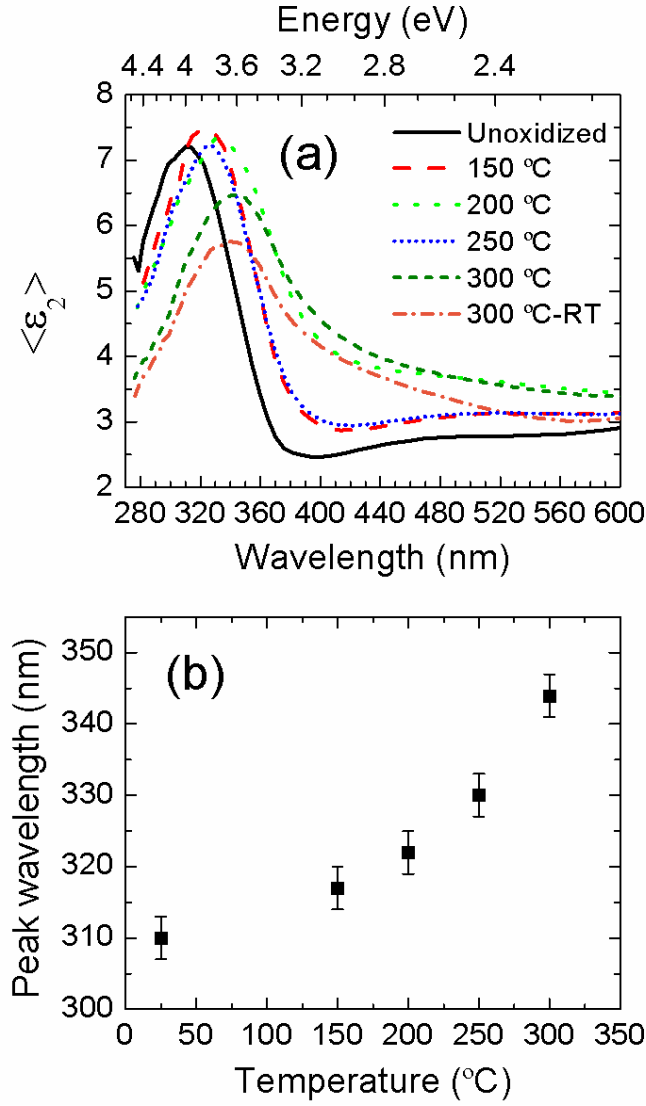 Energy (eV)
4.4 4 3.6 3.2 2.8 2.4
8
7
6
5
4
3
2
<ε2>
(a)
Unoxidized
150 ºC
200 ºC
250 ºC
300 ºC
300 ºC-RT
280 320 360 400 440 480 520 560 600
Wavelength (nm)
350
340
330
320
310
300
Peak wavelength (nm)
(b)
0 50 100 150 200 250 300 350
Temperature (ºC)